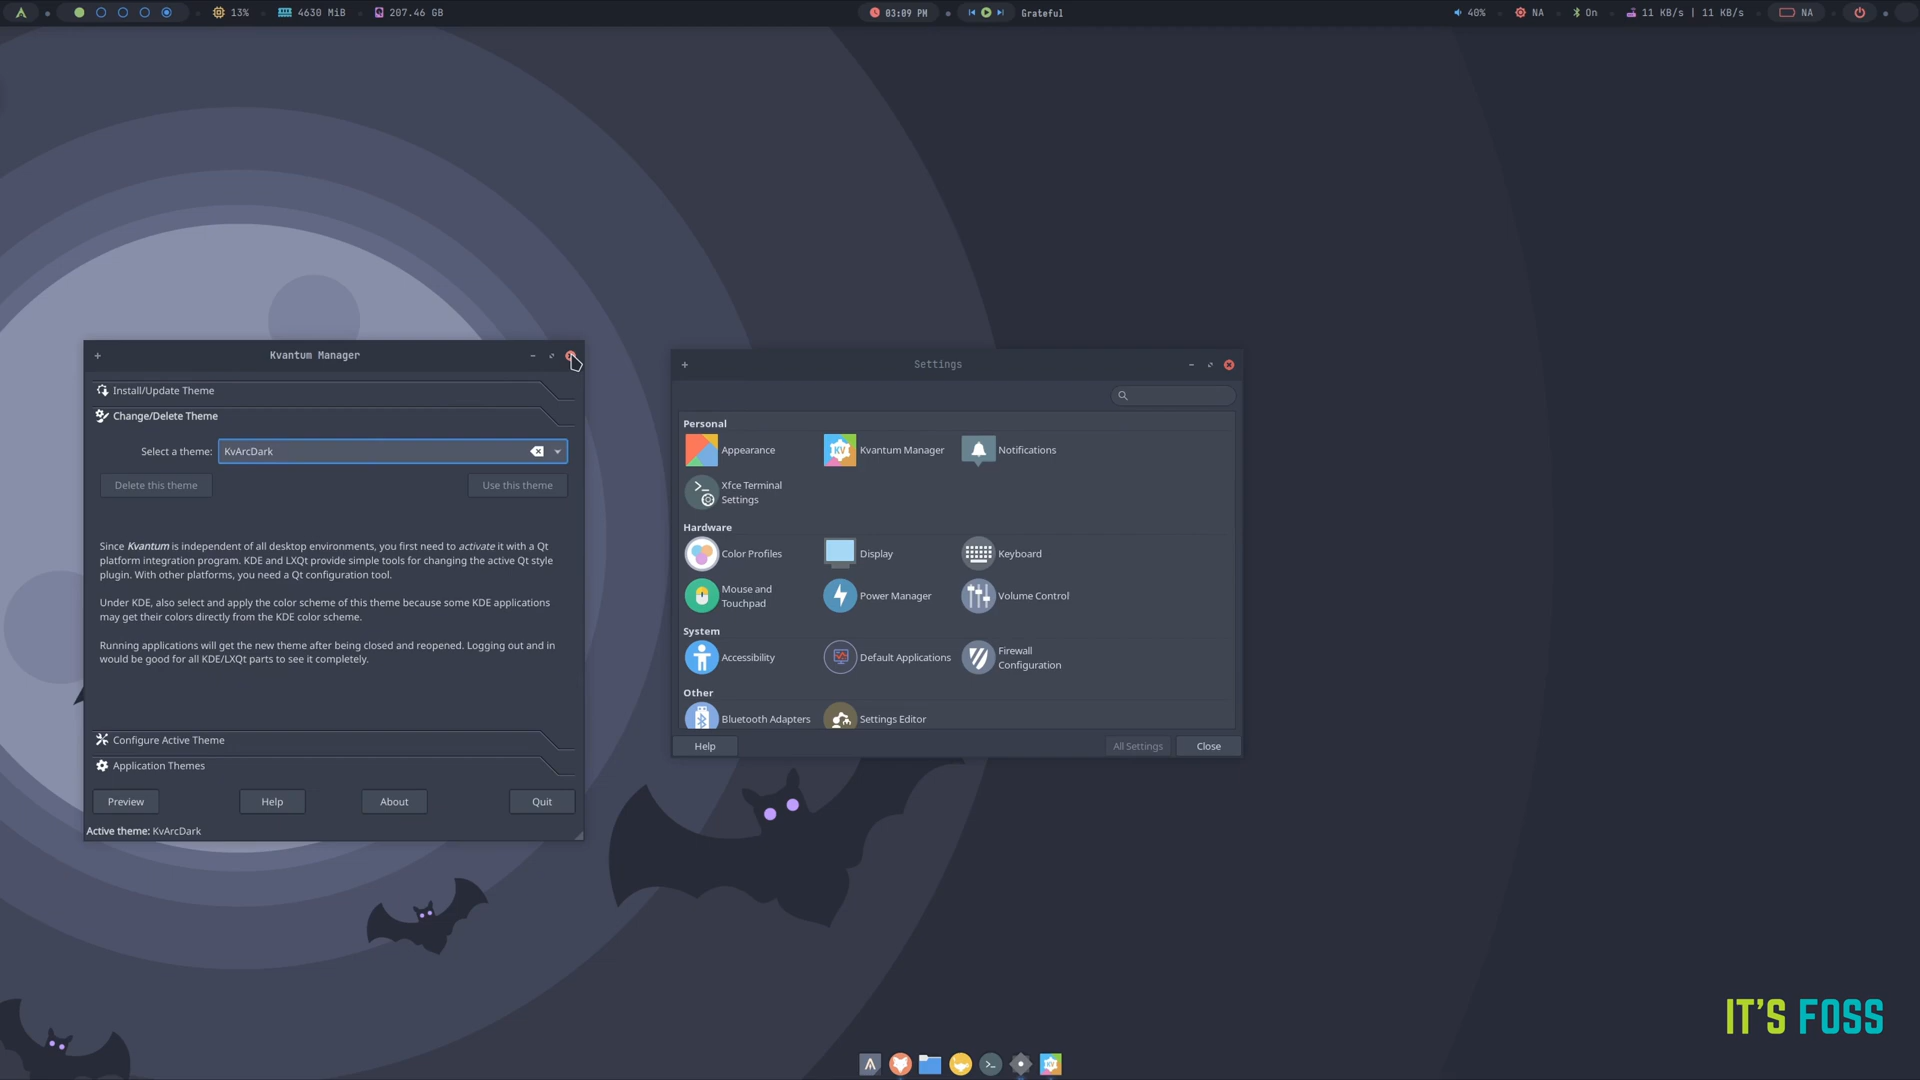 13%
4630 MiB
207.46 GB
03:09 PM
Grateful
40%
NA
On
11 KB/s | 11 KB/s
NA
Kvantum Manager
Install/Update Theme
Change/Delete Theme
Select a theme: KvArcDark
Delete this theme
Use this theme
Since Kvantum is independent of all desktop environments, you first need to activate it with a Qt
platform integration program. KDE and LXQt provide simple tools for changing the active Qt style
plugin. With other platforms, you need a Qt configuration tool.
Under KDE, also select and apply the color scheme of this theme because some KDE applications
may get their colors directly from the KDE color scheme.
Running applications will get the new theme after being closed and reopened. Logging out and in
would be good for all KDE/LXQt parts to see it completely.
Configure Active Theme
Application Themes
Preview
Help
About
Quit
Active theme: KvArcDark
Settings
Personal
Appearance
KV
Kvantum Manager
Notifications
Xfce Terminal
Settings
Hardware
Color Profiles
Display
Keyboard
Mouse and
Touchpad
Power Manager
Volume Control
System
Accessibility
Default Applications
Firewall
Configuration
Other
Bluetooth Adapters
Settings Editor
Help
All Settings
Close
IT'S FOSS
KV